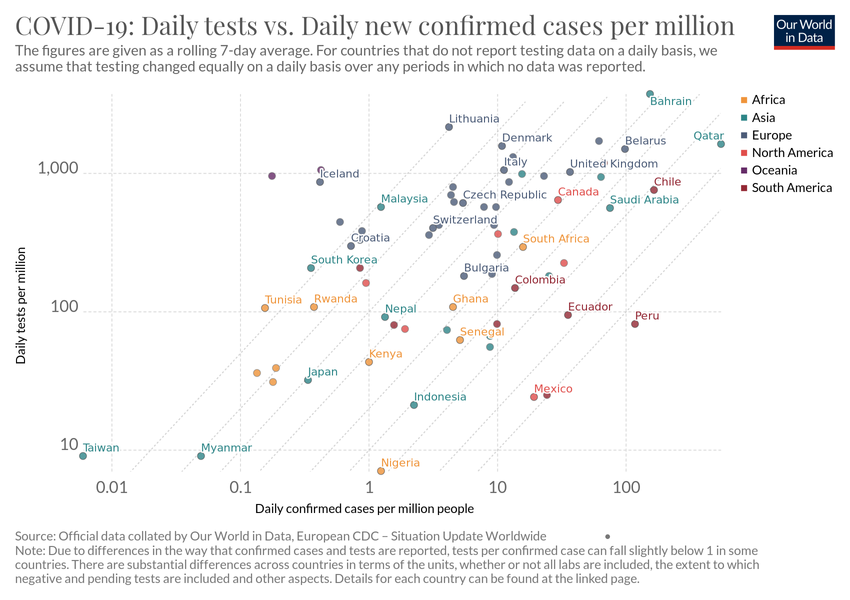 COVID-19: Daily tests vs. Daily new confirmed cases per million
Our World
in Data
The figures are given as a rolling 7-day average. For countries that do not report testing data on a daily basis, we
assume that testing changed equally on a daily basis over any periods in which no data was reported.
Africa
Asia
Europe
North America
Oceania
South America
Bahrain
Lithuania
Denmark
Belarus
Qatar
Italy
United Kingdom
1,000
Iceland
Chile
Canada
Malaysia
Czech Republic
Saudi Arabia
Switzerland
Croatia
South Africa
South Korea
Bulgaria
Colombia
Tunisia
Rwanda
Ghana
100
Nepal
Ecuador
Peru
Senegal
Kenya
Japan
Mexico
Indonesia
10
Taiwan
Myanmar
Nigeria
Daily tests per million
0.01
0.1
1
10
100
Daily confirmed cases per million people
Source: Official data collated by Our World in Data, European CDC – Situation Update Worldwide •
Note: Due to differences in the way that confirmed cases and tests are reported, tests per confirmed case can fall slightly below 1 in some
countries. There are substantial differences across countries in terms of the units, whether or not all labs are included, the extent to which
negative and pending tests are included and other aspects. Details for each country can be found at the linked page.